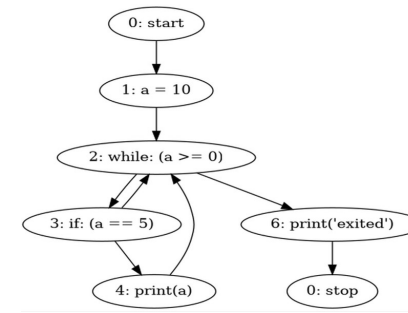 0: start
1: a = 10
2: while: (a >= 0)
3: if: (a == 5)
6: print('exited')
4: print(a)
0: stop